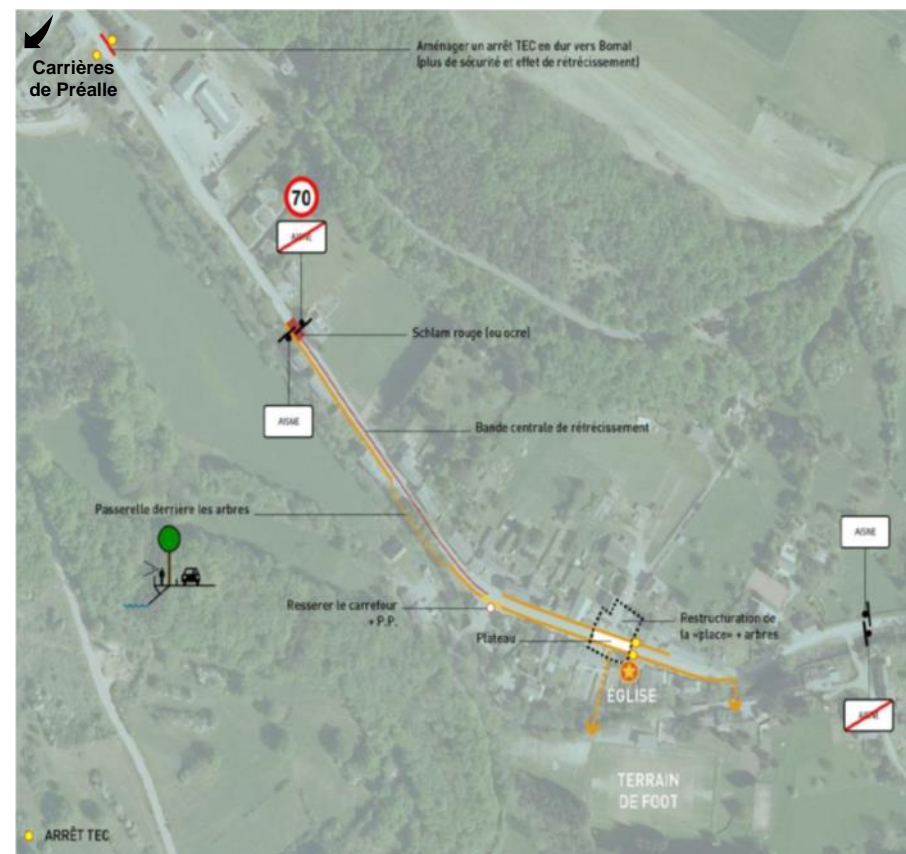 Carrières
de Préalle
Aménager un arrêt TEC en dur vers Bomal
(plus de sécurité et effet de rétrécissement)
70
AISNE
Schlam rouge (ou ocre)
AISNE
Bande centrale de rétrécissement
Passerelle derrière les arbres
AISNE
Resserer le carrefour
+ P.P.
Plateau
Restructuration de
la «place» + arbres
ÉGLISE
AISNE
TERRAIN
DE FOOT
ARRÊT TEC